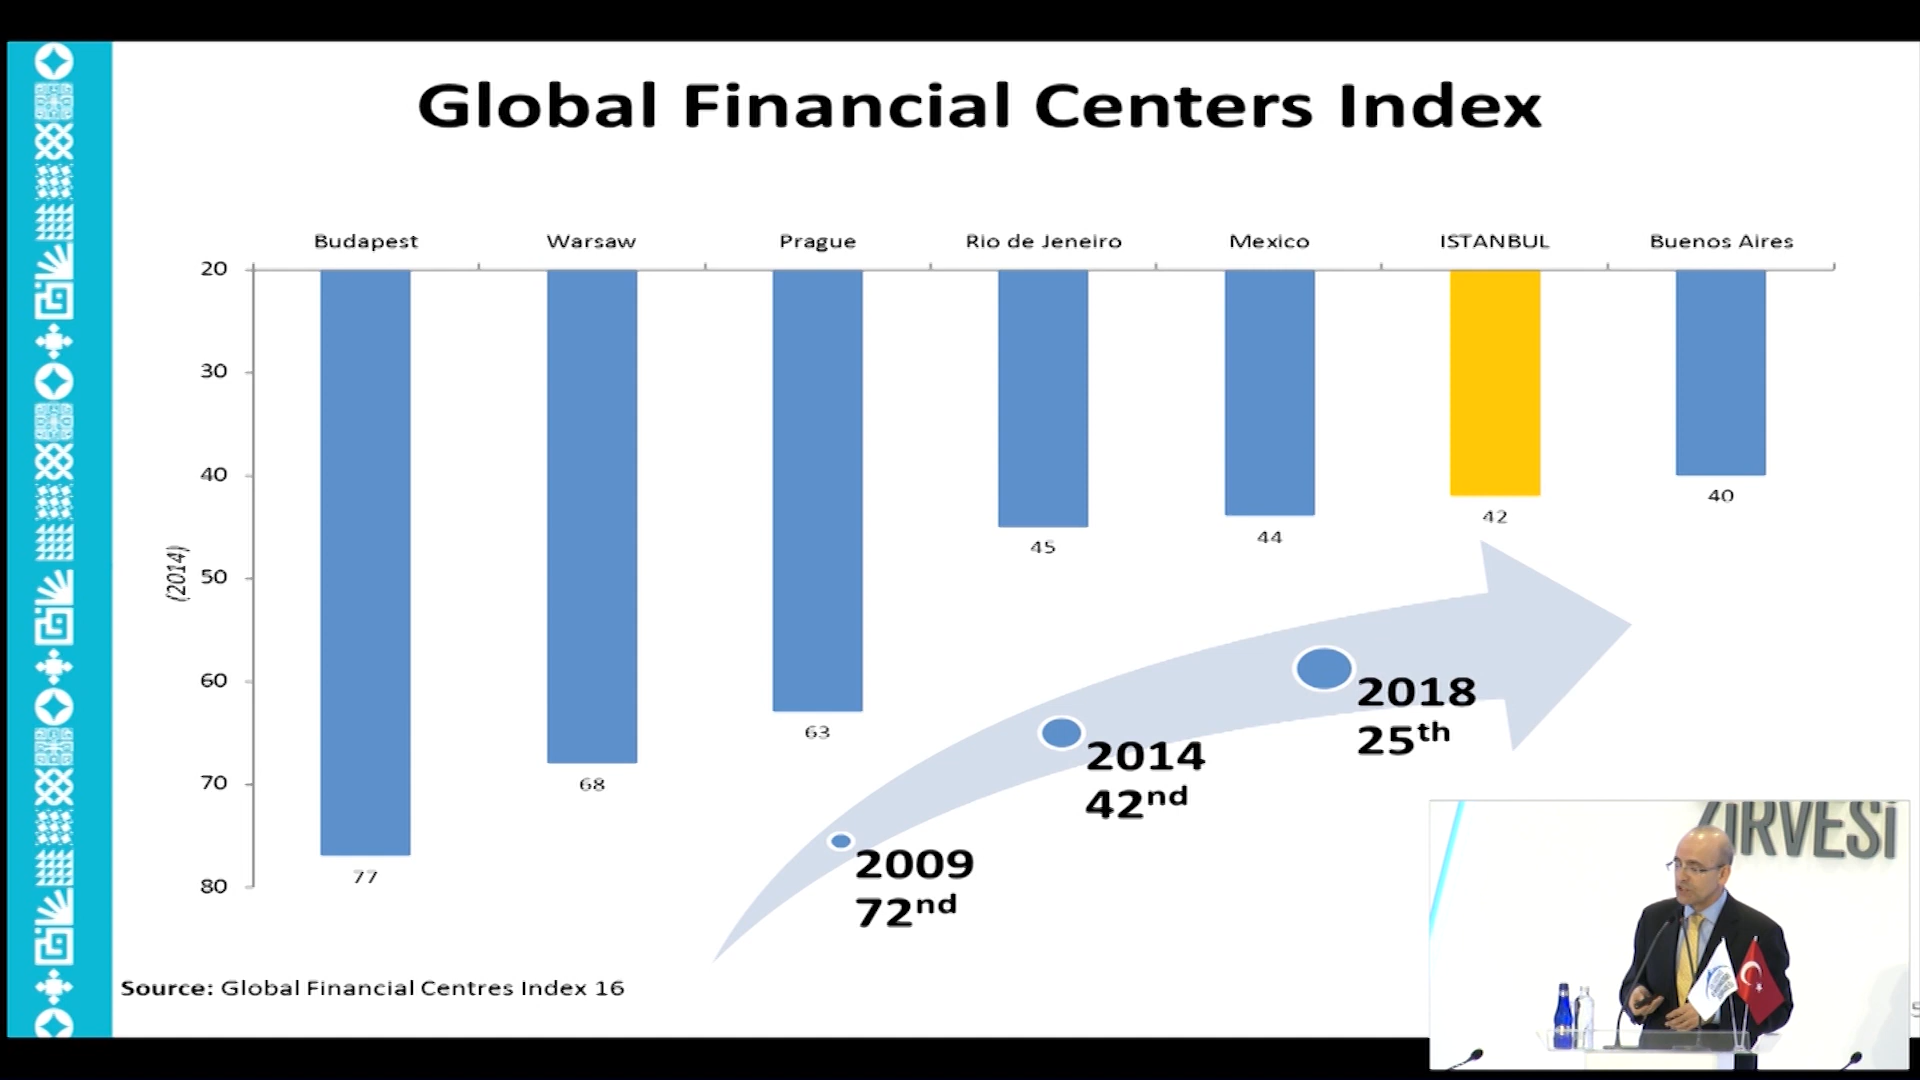 Global Financial Centers Index
Budapest Warsaw Prague Rio de Jeneiro Mexico ISTANBUL Buenos Aires
20
30
40
50
60
70
80
(2014)
77
68
63
45
44
42
40
2009
72nd
2014
42nd
2018
25th
Source: Global Financial Centres Index 16
ZİRVESİ